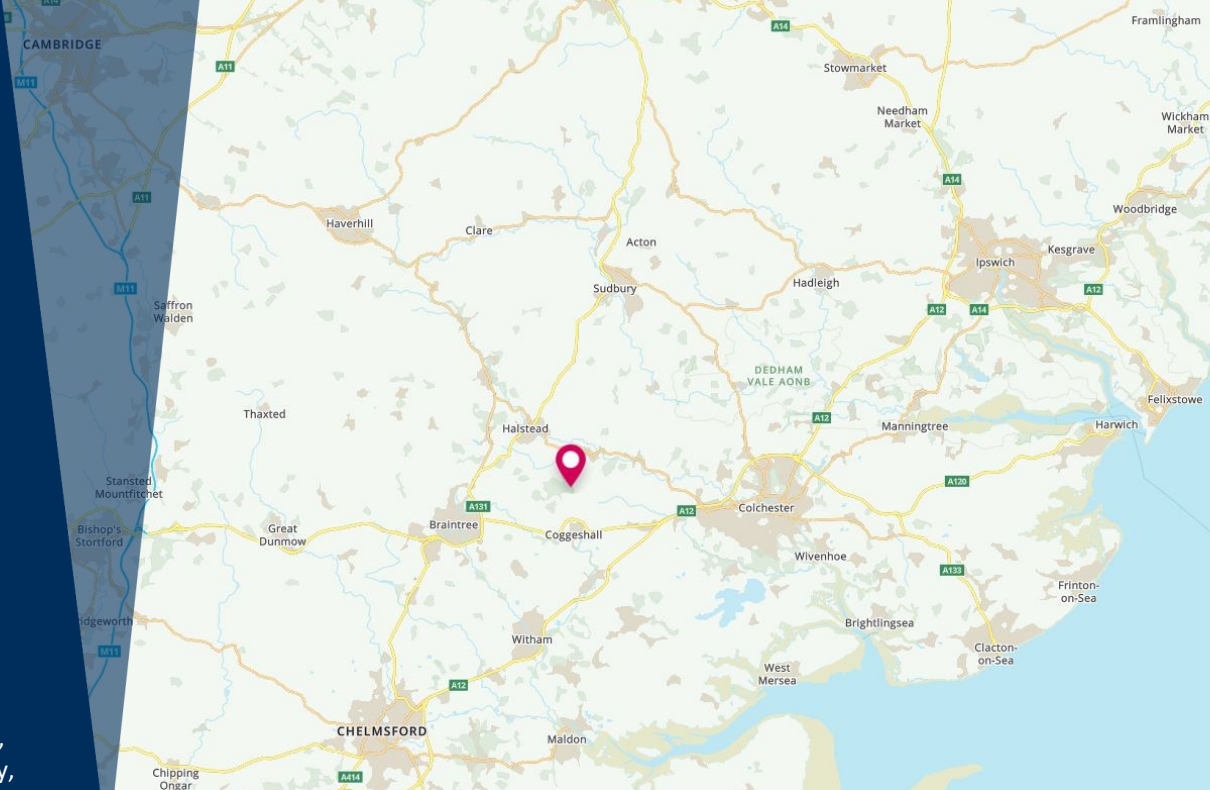 A14
A14
Framlingham
CAMBRIDGE
A11
Stowmarket
M11
Needham
Market
Wickham
Market
A14
A11
Woodbridge
Haverhill
Clare
Acton
Kesgrave
Ipswich
Sudbury
Hadleigh
M11
A12
Saffron
Walden
A12
A14
DEDHAM
VALE AONB
Felixstowe
Thaxted
A12
Halstead
Manningtree
Harwich
Stansted
Mountfitchet
A120
A131
Colchester
A12
Braintree
Bishop's
Stortford
Great
Dunmow
Coggeshall
Wivenhoe
A133
Frinton-
on-Sea
idgeworth
Brightlingsea
Witham
Clacton-
on-Sea
M11
West
Mersea
A12
CHELMSFORD
Maldon
Chipping
Ongar
A414
y,